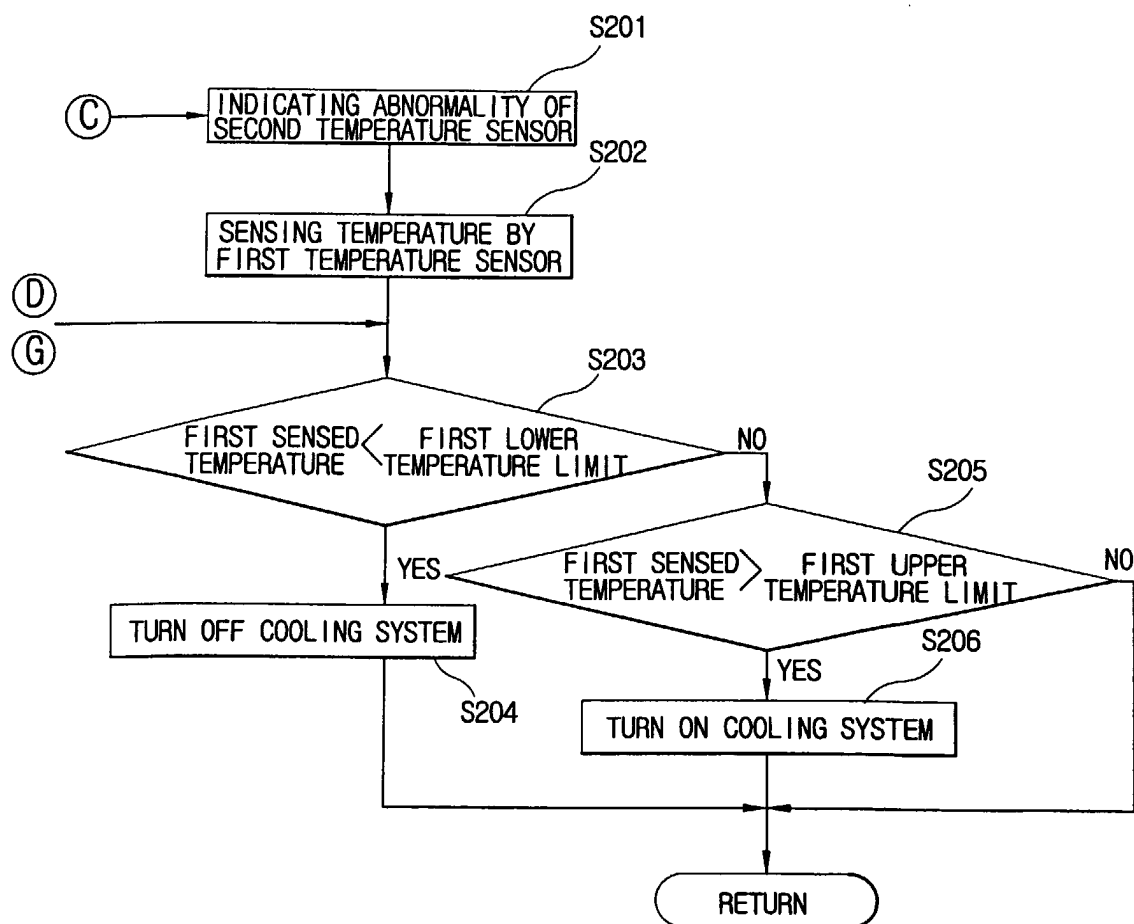 S201
C
INDICATING ABNORMALITY OF
SECOND TEMPERATURE SENSOR
S202
SENSING TEMPERATURE BY
FIRST TEMPERATURE SENSOR
D
G
S203
FIRST SENSED < FIRST LOWER
TEMPERATURE TEMPERATURE LIMIT
NO
S205
YES
FIRST SENSED > FIRST UPPER
TEMPERATURE TEMPERATURE LIMIT
NO
TURN OFF COOLING SYSTEM
S204
YES
S206
TURN ON COOLING SYSTEM
RETURN